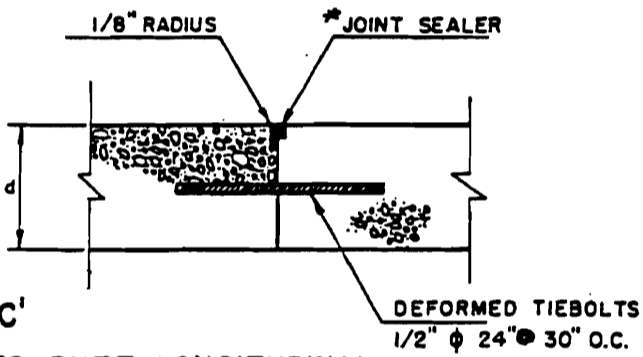 1/8" RADIUS
*JOINT SEALER
d
C'
DEFORMED TIEBOLTS
1/2" ϕ 24"@ 30" O.C.